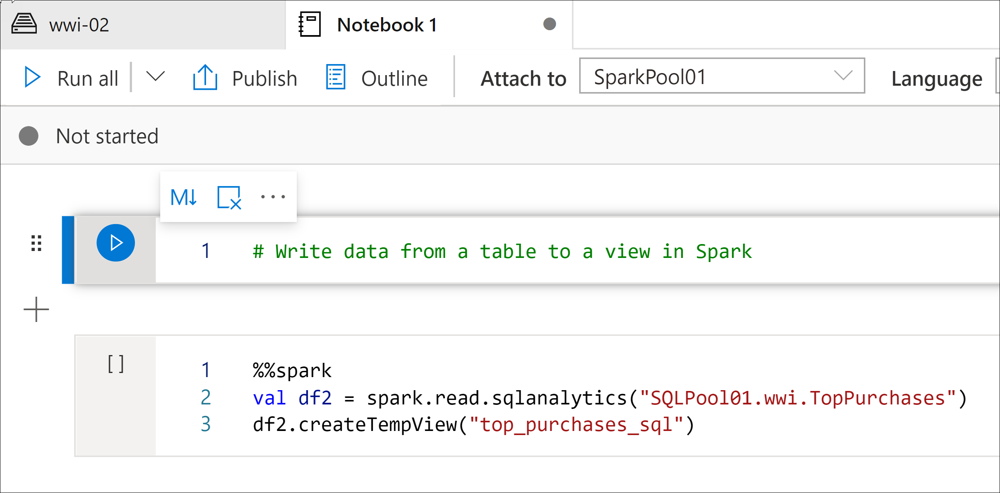 wwi-02
Notebook 1
Run all
Publish
Outline
Attach to
SparkPool01
Language
Not started
M↓
1 # Write data from a table to a view in Spark
[ ]
1 %%spark
2 val df2 = spark.read.sqlanalytics("SQLPool01.wwi.TopPurchases")
3 df2.createTempView("top_purchases_sql")